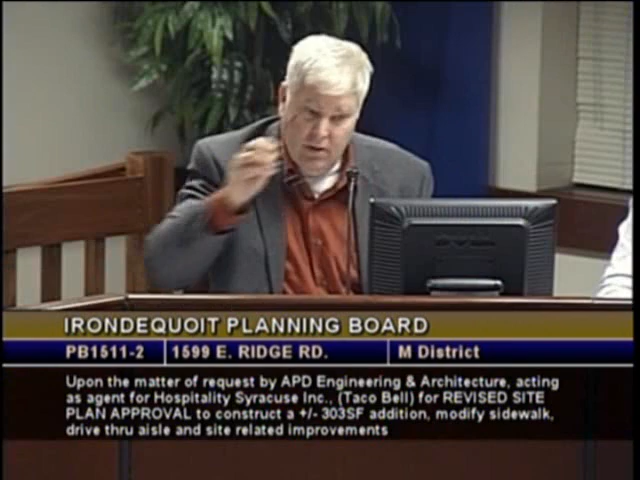 IRONDEQUOIT PLANNING BOARD
PB1511-2 1599 E. RIDGE RD. M District
Upon the matter of request by APD Engineering & Architecture, acting
as agent for Hospitality Syracuse Inc., (Taco Bell) for REVISED SITE
PLAN APPROVAL to construct a +/- 303SF addition, modify sidewalk,
drive thru aisle and site related improvements